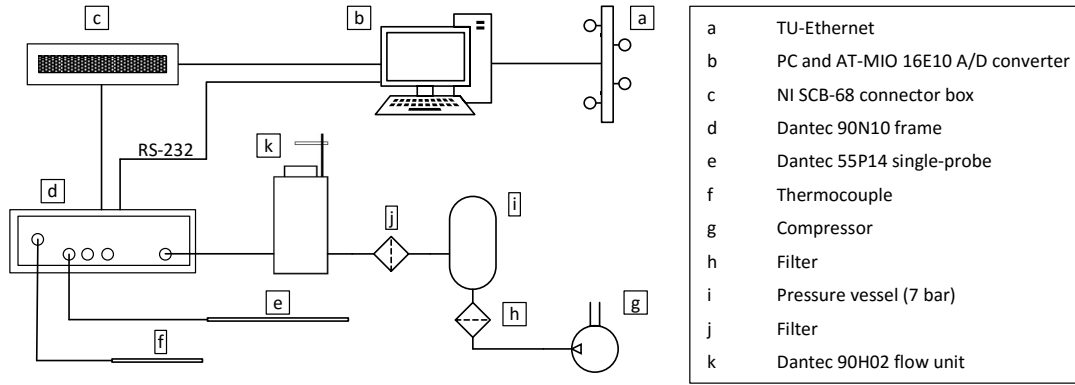 c
b
a
RS-232
k
d
j
i
e
h
g
f
a TU-Ethernet
b PC and AT-MIO 16E10 A/D converter
c NI SCB-68 connector box
d Dantec 90N10 frame
e Dantec 55P14 single-probe
f Thermocouple
g Compressor
h Filter
i Pressure vessel (7 bar)
j Filter
k Dantec 90H02 flow unit